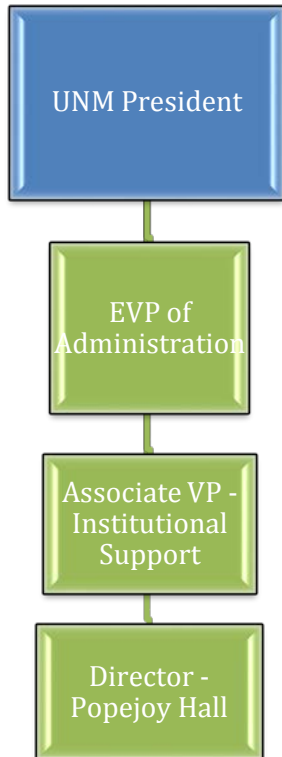 UNM President
EVP of
Administration
Associate VP -
Institutional
Support
Director -
Popejoy Hall